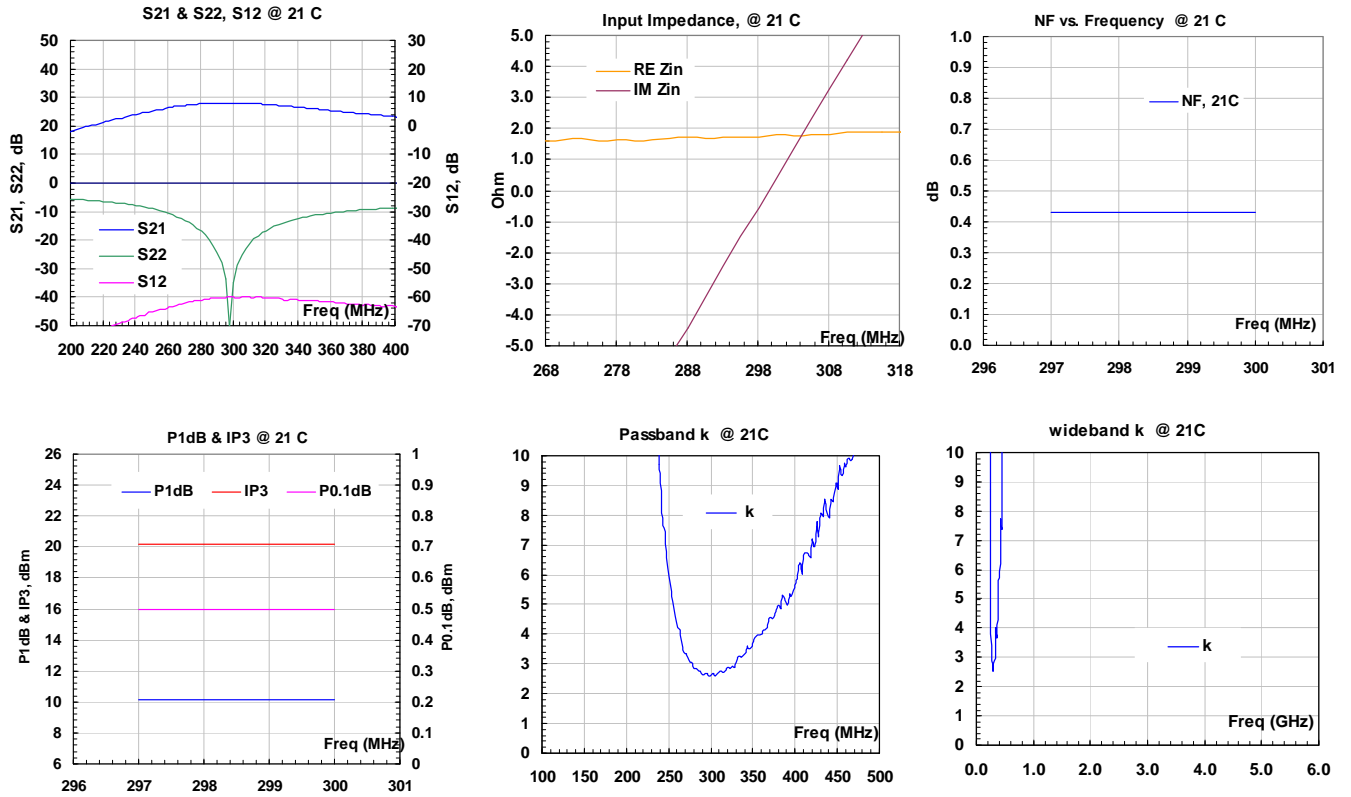 S21 & S22, S12 @ 21 C
50
40
30
20
10
0
-10
-20
-30
-40
-50
S21, S22, dB
30
20
10
0
-10
-20
-30
-40
-50
-60
-70
S12, dB
S21
S22
S12
Freq (MHz)
200 220 240 260 280 300 320 340 360 380 400
Input Impedance, @ 21 C
5.0
4.0
3.0
2.0
1.0
0.0
-1.0
-2.0
-3.0
-4.0
-5.0
Ohm
RE Zin
IM Zin
Freq (MHz)
268 278 288 298 308 318
NF vs. Frequency @ 21 C
1.0
0.9
0.8
0.7
0.6
0.5
0.4
0.3
0.2
0.1
0.0
dB
NF, 21C
Freq (MHz)
296 297 298 299 300 301
P1dB & IP3 @ 21 C
26
24
22
20
18
16
14
12
10
8
6
P1dB & IP3, dBm
1
0.9
0.8
0.7
0.6
0.5
0.4
0.3
0.2
0.1
0
P0.1dB, dBm
P1dB IP3 P0.1dB
Freq (MHz)
296 297 298 299 300 301
Passband k @ 21C
10
9
8
7
6
5
4
3
2
1
0
k
Freq (MHz)
100 150 200 250 300 350 400 450 500
wideband k @ 21C
10
9
8
7
6
5
4
3
2
1
0
k
Freq (GHz)
0.0 1.0 2.0 3.0 4.0 5.0 6.0